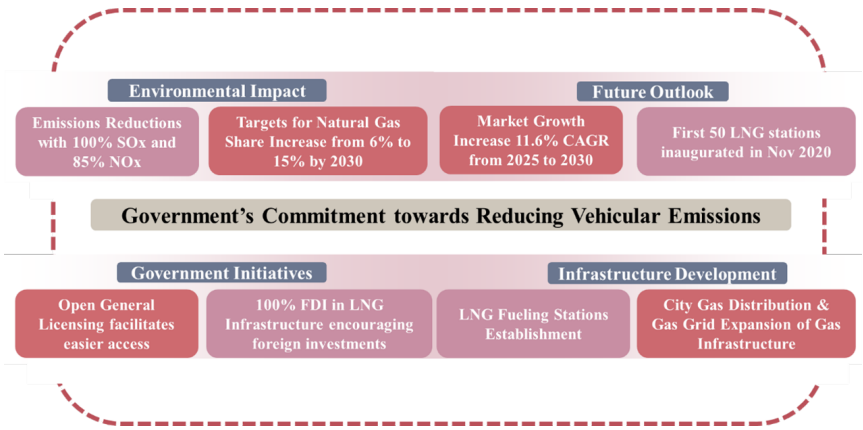 Environmental Impact
Future Outlook
Emissions Reductions
with 100% SOx and
85% NOx
Targets for Natural Gas
Share Increase from 6% to
15% by 2030
Market Growth
Increase 11.6% CAGR
from 2025 to 2030
First 50 LNG stations
inaugurated in Nov 2020
Government's Commitment towards Reducing Vehicular Emissions
Government Initiatives
Infrastructure Development
Open General
Licensing facilitates
easier access
100% FDI in LNG
Infrastructure encouraging
foreign investments
LNG Fueling Stations
Establishment
City Gas Distribution &
Gas Grid Expansion of Gas
Infrastructure